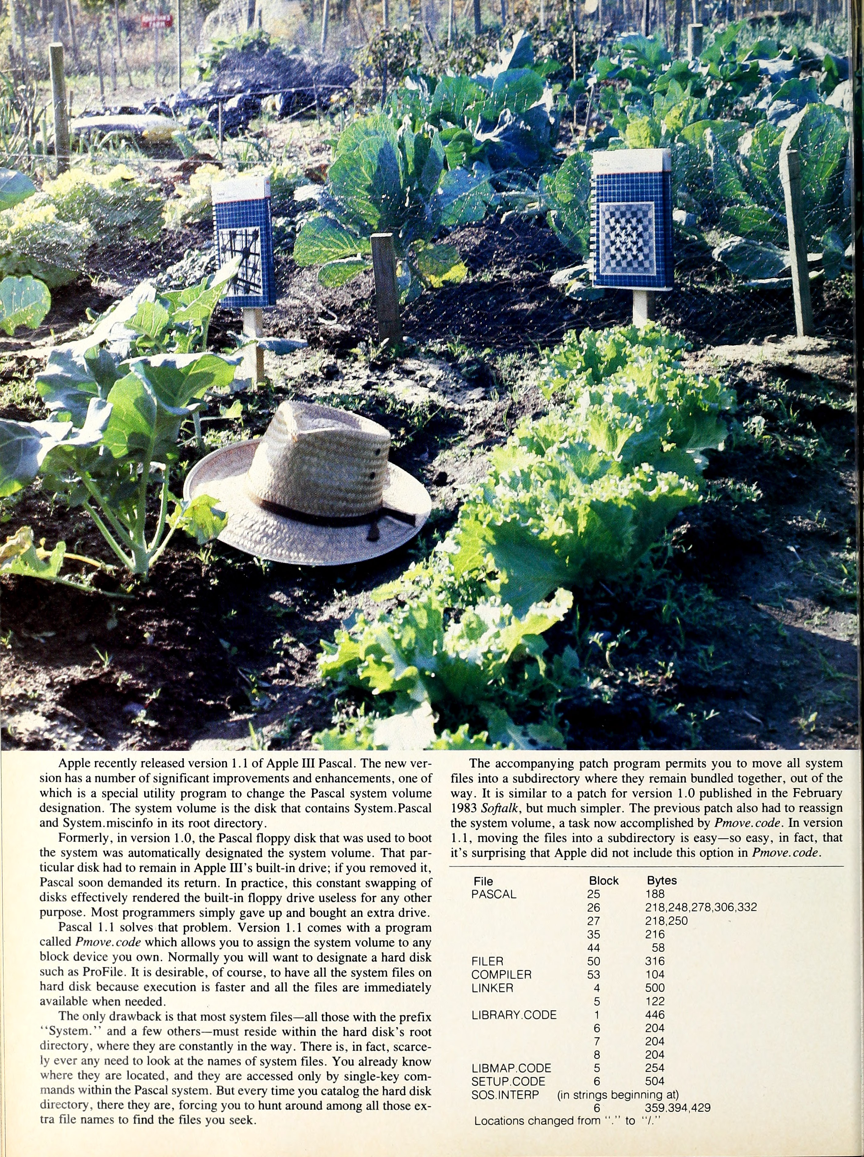 Apple recently released version 1.1 of Apple III Pascal. The new ver-
sion has a number of significant improvements and enhancements, one of
which is a special utility program to change the Pascal system volume
designation. The system volume is the disk that contains System.Pascal
and System.miscinfo in its root directory.
Formerly, in version 1.0, the Pascal floppy disk that was used to boot
the system was automatically designated the system volume. That par-
ticular disk had to remain in Apple III's built-in drive; if you removed it,
Pascal soon demanded its return. In practice, this constant swapping of
disks effectively rendered the built-in floppy drive useless for any other
purpose. Most programmers simply gave up and bought an extra drive.
Pascal 1.1 solves that problem. Version 1.1 comes with a program
called Pmove.code which allows you to assign the system volume to any
block device you own. Normally you will want to designate a hard disk
such as ProFile. It is desirable, of course, to have all the system files on
hard disk because execution is faster and all the files are immediately
available when needed.
The only drawback is that most system files—all those with the prefix
"System." and a few others—must reside within the hard disk's root
directory, where they are constantly in the way. There is, in fact, scarce-
ly ever any need to look at the names of system files. You already know
where they are located, and they are accessed only by single-key com-
mands within the Pascal system. But every time you catalog the hard disk
directory, there they are, forcing you to hunt around among all those ex-
tra file names to find the files you seek.
The accompanying patch program permits you to move all system
files into a subdirectory where they remain bundled together, out of the
way. It is similar to a patch for version 1.0 published in the February
1983 Softalk, but much simpler. The previous patch also had to reassign
the system volume, a task now accomplished by Pmove.code. In version
1.1, moving the files into a subdirectory is easy—so easy, in fact, that
it's surprising that Apple did not include this option in Pmove.code.
File Block Bytes
PASCAL 25 188
26 218,248,278,306,332
27 218,250
35 216
44 58
FILER 50 316
COMPILER 53 104
LINKER 4 500
5 122
LIBRARY.CODE 1 446
6 204
7 204
8 204
LIBMAP.CODE 5 254
SETUP.CODE 6 504
SOS.INTERP (in strings beginning at)
6 359,394,429
Locations changed from "." to "/."